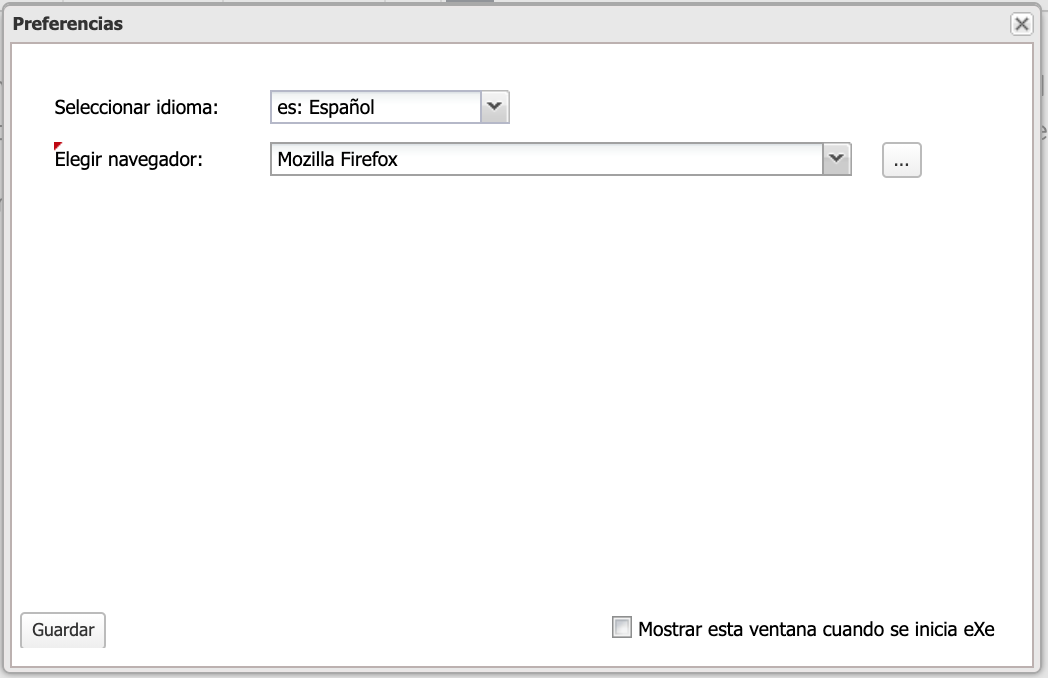 Preferencias
Seleccionar idioma: es: Español
Elegir navegador: Mozilla Firefox ...
Guardar Mostrar esta ventana cuando se inicia eXe